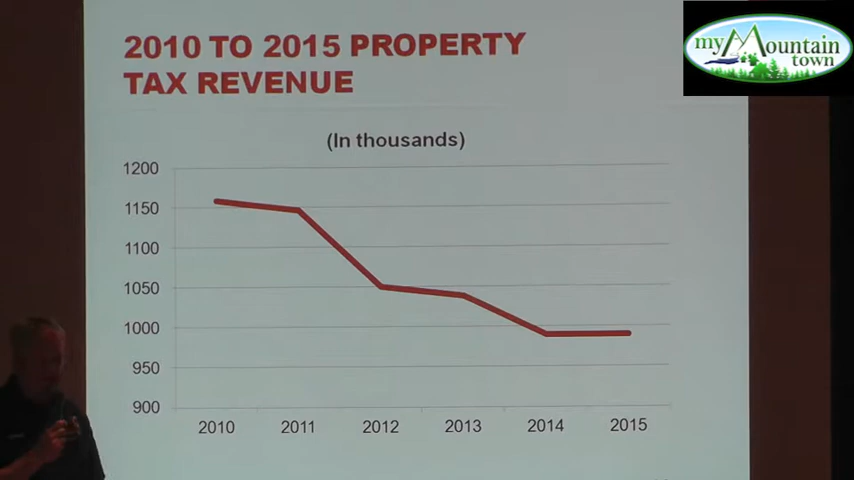 2010 TO 2015 PROPERTY
TAX REVENUE
my Mountain
town
(In thousands)
1200
1150
1100
1050
1000
950
900
2010 2011 2012 2013 2014 2015